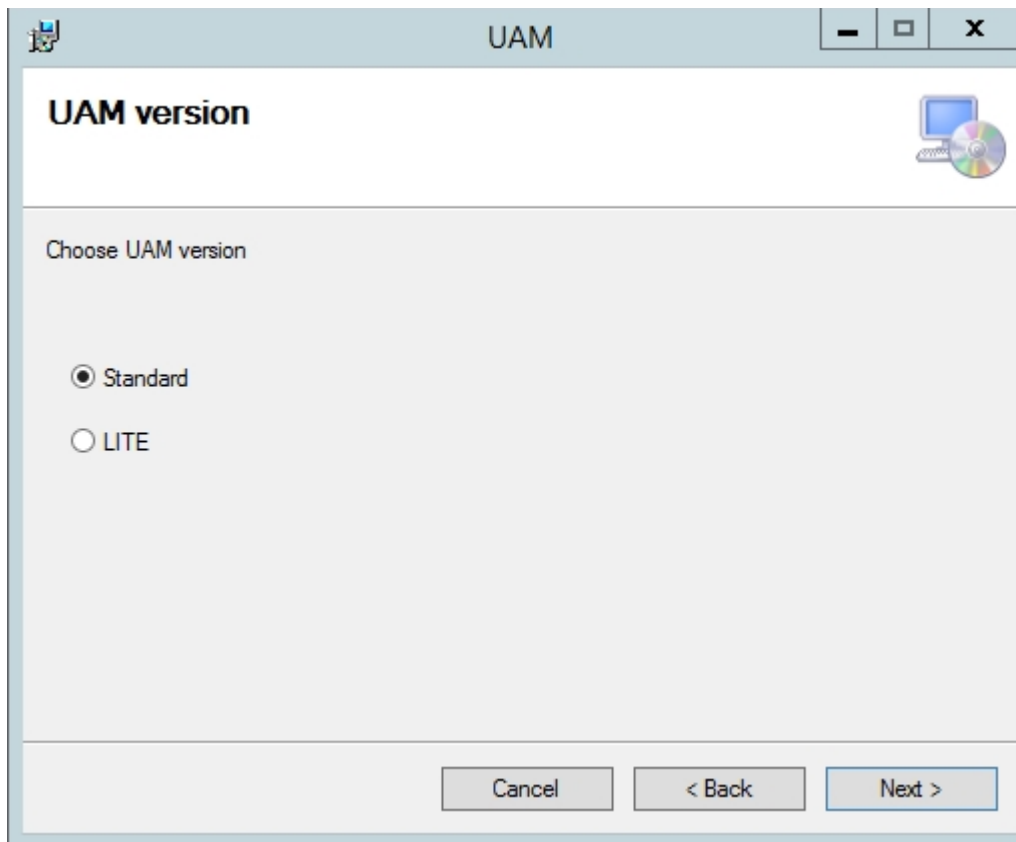 UAM
UAM version
Choose UAM version
Standard
LITE
Cancel
< Back
Next >